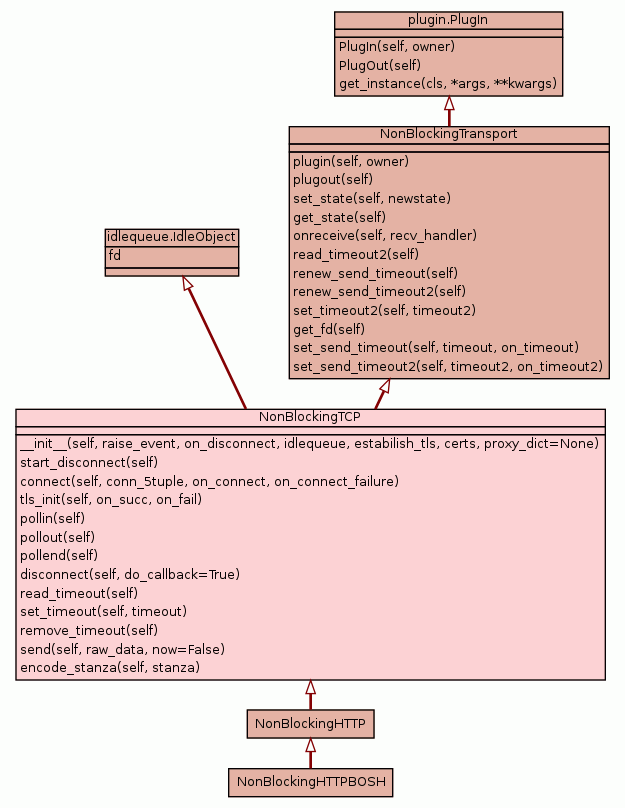 plugin.PlugIn
PlugIn(self, owner)
PlugOut(self)
get_instance(cls, *args, **kwargs)
NonBlockingTransport
plugin(self, owner)
plugout(self)
set_state(self, newstate)
get_state(self)
onreceive(self, recv_handler)
read_timeout2(self)
renew_send_timeout(self)
renew_send_timeout2(self)
set_timeout2(self, timeout2)
get_fd(self)
set_send_timeout(self, timeout, on_timeout)
set_send_timeout2(self, timeout2, on_timeout2)
idlequeue.IdleObject
fd
NonBlockingTCP
__init__(self, raise_event, on_disconnect, idlequeue, estabilish_tls, certs, proxy_dict=None)
start_disconnect(self)
connect(self, conn_5tuple, on_connect, on_connect_failure)
tls_init(self, on_succ, on_fail)
pollin(self)
pollout(self)
pollend(self)
disconnect(self, do_callback=True)
read_timeout(self)
set_timeout(self, timeout)
remove_timeout(self)
send(self, raw_data, now=False)
encode_stanza(self, stanza)
NonBlockingHTTP
NonBlockingHTTPBOSH